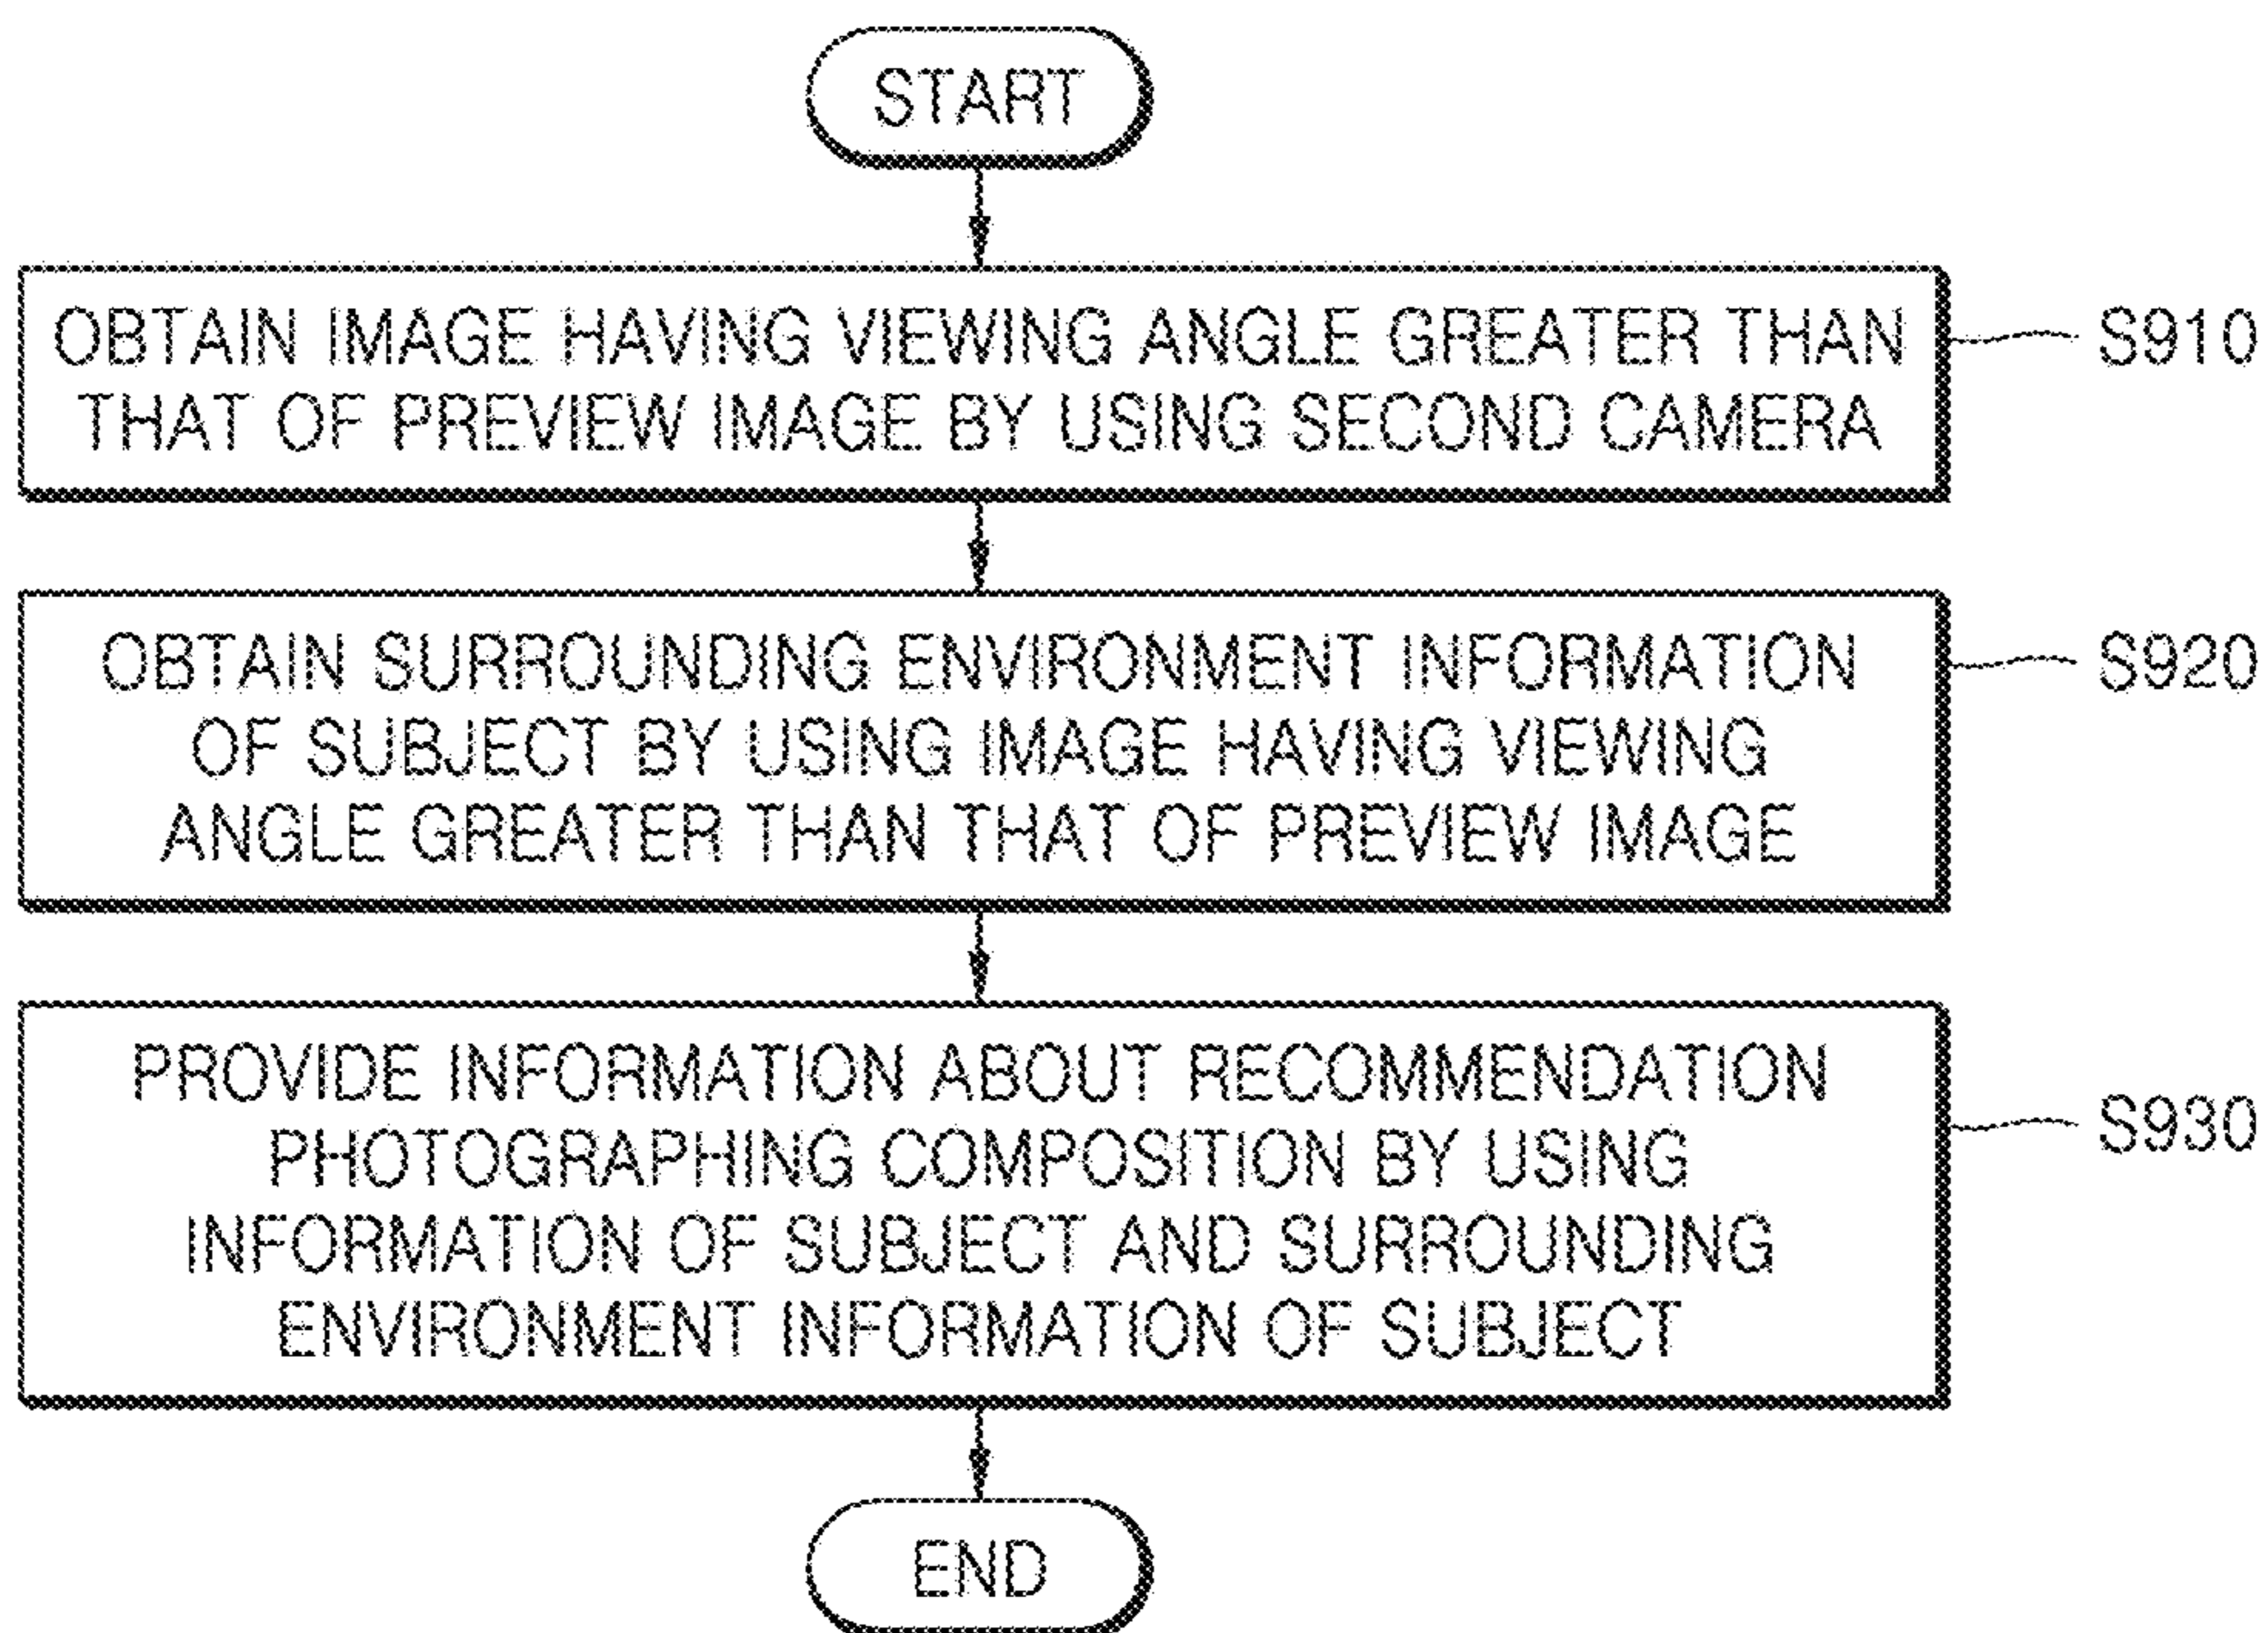 START
OBTAIN IMAGE HAVING VIEWING ANGLE GREATER THAN
THAT OF PREVIEW IMAGE BY USING SECOND CAMERA
S910
OBTAIN SURROUNDING ENVIRONMENT INFORMATION
OF SUBJECT BY USING IMAGE HAVING VIEWING
ANGLE GREATER THAN THAT OF PREVIEW IMAGE
S920
PROVIDE INFORMATION ABOUT RECOMMENDATION
PHOTOGRAPHING COMPOSITION BY USING
INFORMATION OF SUBJECT AND SURROUNDING
ENVIRONMENT INFORMATION OF SUBJECT
S930
END